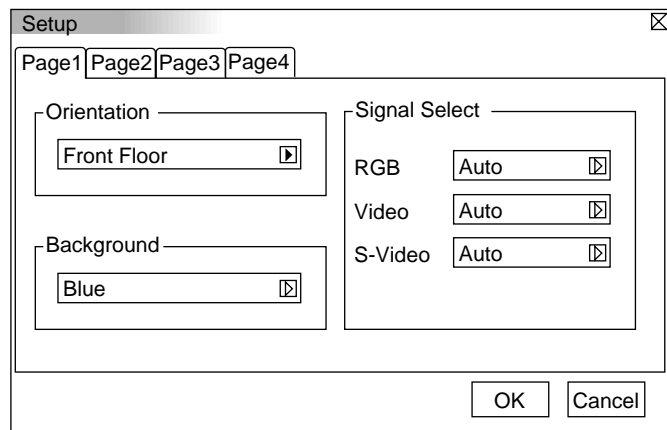 Setup
Page1 Page2 Page3 Page4
Orientation
Front Floor
Background
Blue
Signal Select
RGB Auto
Video Auto
S-Video Auto
OK Cancel